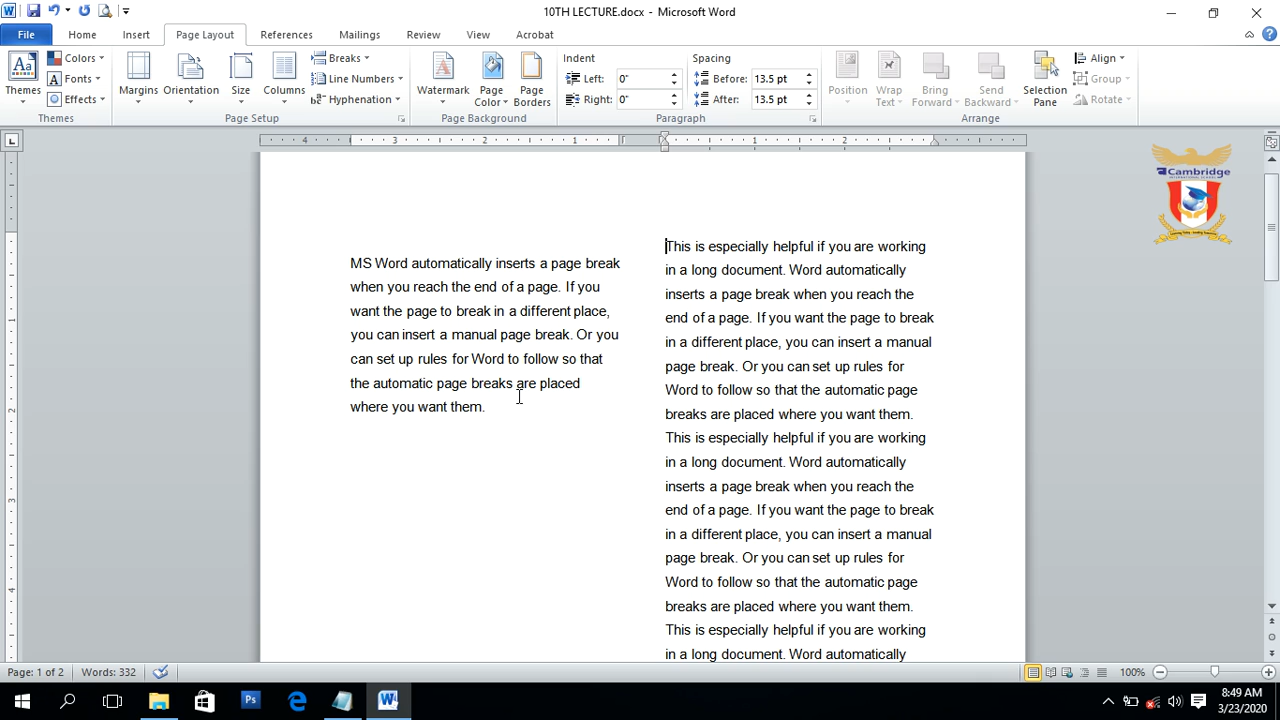 10TH LECTURE.docx - Microsoft Word
File
Home
Insert
Page Layout
References
Mailings
Review
View
Acrobat
Themes
Colors
Fonts
Effects
Themes
Margins
Orientation
Size
Columns
Breaks
Line Numbers
Hyphenation
Page Setup
Watermark
Page Color
Page Borders
Page Background
Indent
Left: 0"
Right: 0"
Spacing
Before: 13.5 pt
After: 13.5 pt
Paragraph
Position
Wrap Text
Bring Forward
Send Backward
Selection Pane
Align
Group
Rotate
Arrange
4 3 2 1 1 2
Cambridge
INTERNATIONAL SCHOOL
MS Word automatically inserts a page break
when you reach the end of a page. If you
want the page to break in a different place,
you can insert a manual page break. Or you
can set up rules for Word to follow so that
the automatic page breaks are placed
where you want them.
This is especially helpful if you are working
in a long document. Word automatically
inserts a page break when you reach the
end of a page. If you want the page to break
in a different place, you can insert a manual
page break. Or you can set up rules for
Word to follow so that the automatic page
breaks are placed where you want them.
This is especially helpful if you are working
in a long document. Word automatically
inserts a page break when you reach the
end of a page. If you want the page to break
in a different place, you can insert a manual
page break. Or you can set up rules for
Word to follow so that the automatic page
breaks are placed where you want them.
This is especially helpful if you are working
in a long document. Word automatically
1
2
3
4
Page: 1 of 2
Words: 332
100%
Ps
8:49 AM
3/23/2020